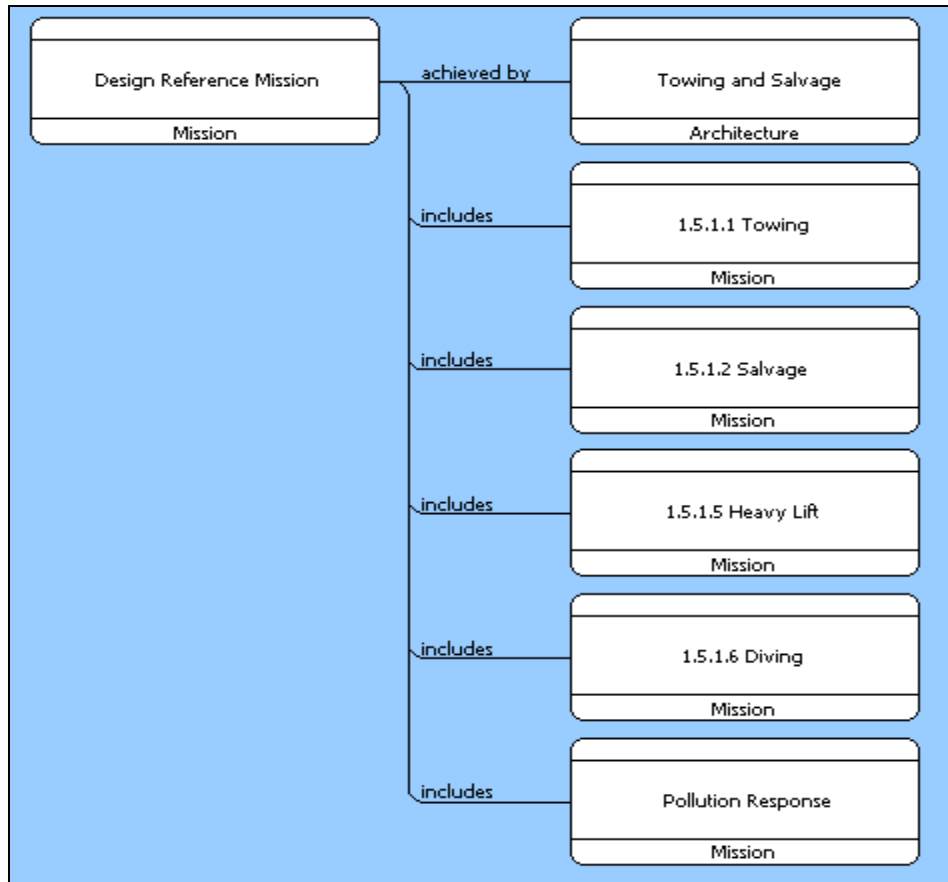 Design Reference Mission
Mission
achieved by
Towing and Salvage
Architecture
includes
1.5.1.1 Towing
Mission
includes
1.5.1.2 Salvage
Mission
includes
1.5.1.5 Heavy Lift
Mission
includes
1.5.1.6 Diving
Mission
includes
Pollution Response
Mission